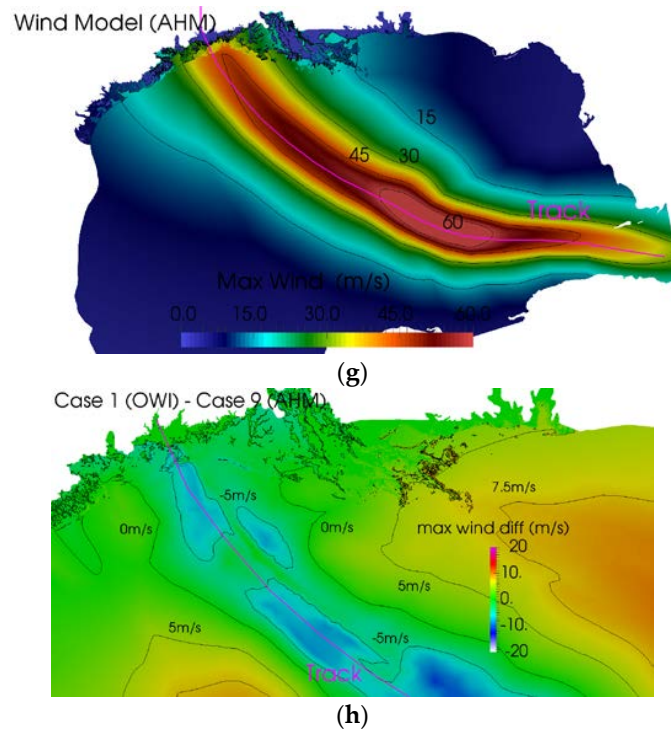 Wind Model (AHM)
15
45
30
60
Track
Max Wind (m/s)
0.0 15.0 30.0 45.0 60.0
(g)
Case 1 (OWI) - Case 9 (AHM)
7.5m/s
-5m/s
0m/s
0m/s
max wind diff (m/s)
20
10.
0.
-10.
-20
5m/s
5m/s
-5m/s
Track
(h)